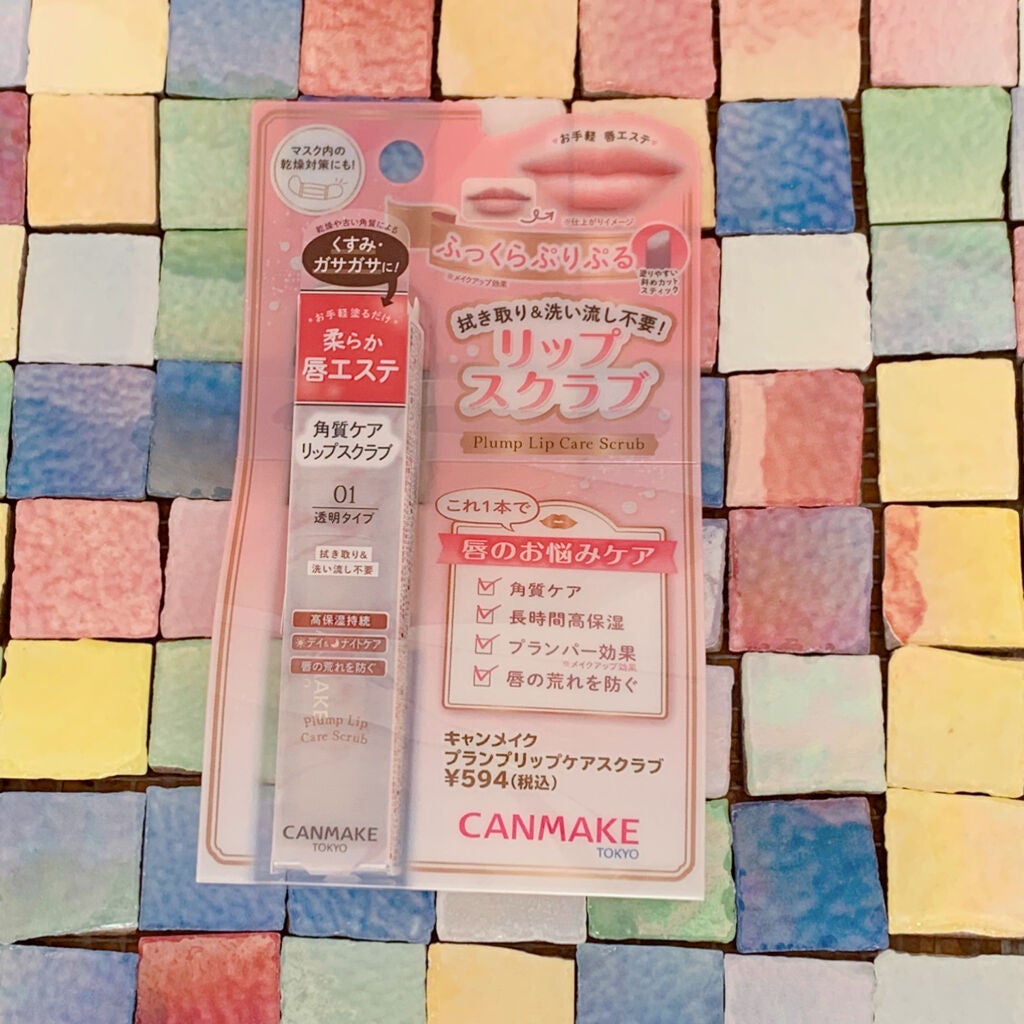 マスク内の
乾燥対策にも!
お手軽 唇エステ
※仕上がりイメージ
乾燥や古い角質による
くすみ・
ガサガサに!
ふっくらぷりぷる
※メイクアップ効果
塗りやすい
斜めカット
スティック
お手軽塗るだけ
柔らか
唇エステ
拭き取り&洗い流し不要!
リップ
スクラブ
Plump Lip Care Scrub
角質ケア
リップスクラブ
01
透明タイプ
拭き取り&
洗い流し不要
高保湿持続
デイ&ナイトケア
唇の荒れを防ぐ
Plump Lip
Care Scrub
CANMAKE
TOKYO
これ1本で
唇のお悩みケア
角質ケア
長時間高保湿
プランパー効果
※メイクアップ効果
唇の荒れを防ぐ
キャンメイク
プランプリップケアスクラブ
¥594(税込)
CANMAKE
TOKYO